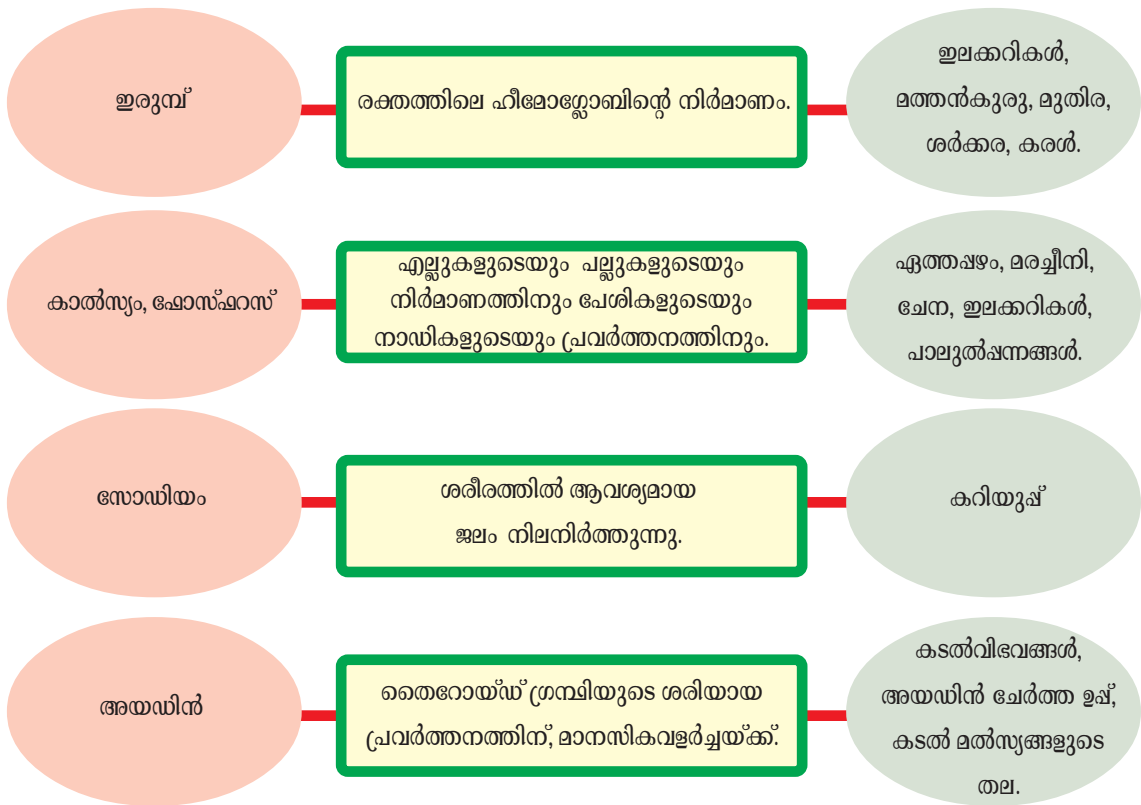 ഇരുമ്പ്
രക്തത്തിലെ ഹീമോഗ്ലോബിന്റെ നിർമാണം.
ഇലക്കറികൾ,
മത്തൻകുരു, മുതിര,
ശർക്കര, കരൾ.
കാൽസ്യം, ഫോസ്ഫറസ്
എല്ലുകളുടെയും പല്ലുകളുടെയും
നിർമാണത്തിനും പേശികളുടെയും
നാഡികളുടെയും പ്രവർത്തനത്തിനും.
ഏത്തപ്പഴം, മരച്ചീനി,
ചേന, ഇലക്കറികൾ,
പാലുൽപ്പന്നങ്ങൾ.
സോഡിയം
ശരീരത്തിൽ ആവശ്യമായ
ജലം നിലനിർത്തുന്നു.
കറിയുപ്പ്
അയഡിൻ
തൈറോയ്ഡ് ഗ്രന്ഥിയുടെ ശരിയായ
പ്രവർത്തനത്തിന്, മാനസികവളർച്ചയ്ക്ക്.
കടൽവിഭവങ്ങൾ,
അയഡിൻ ചേർത്ത ഉപ്പ്,
കടൽ മൽസ്യങ്ങളുടെ
തല.